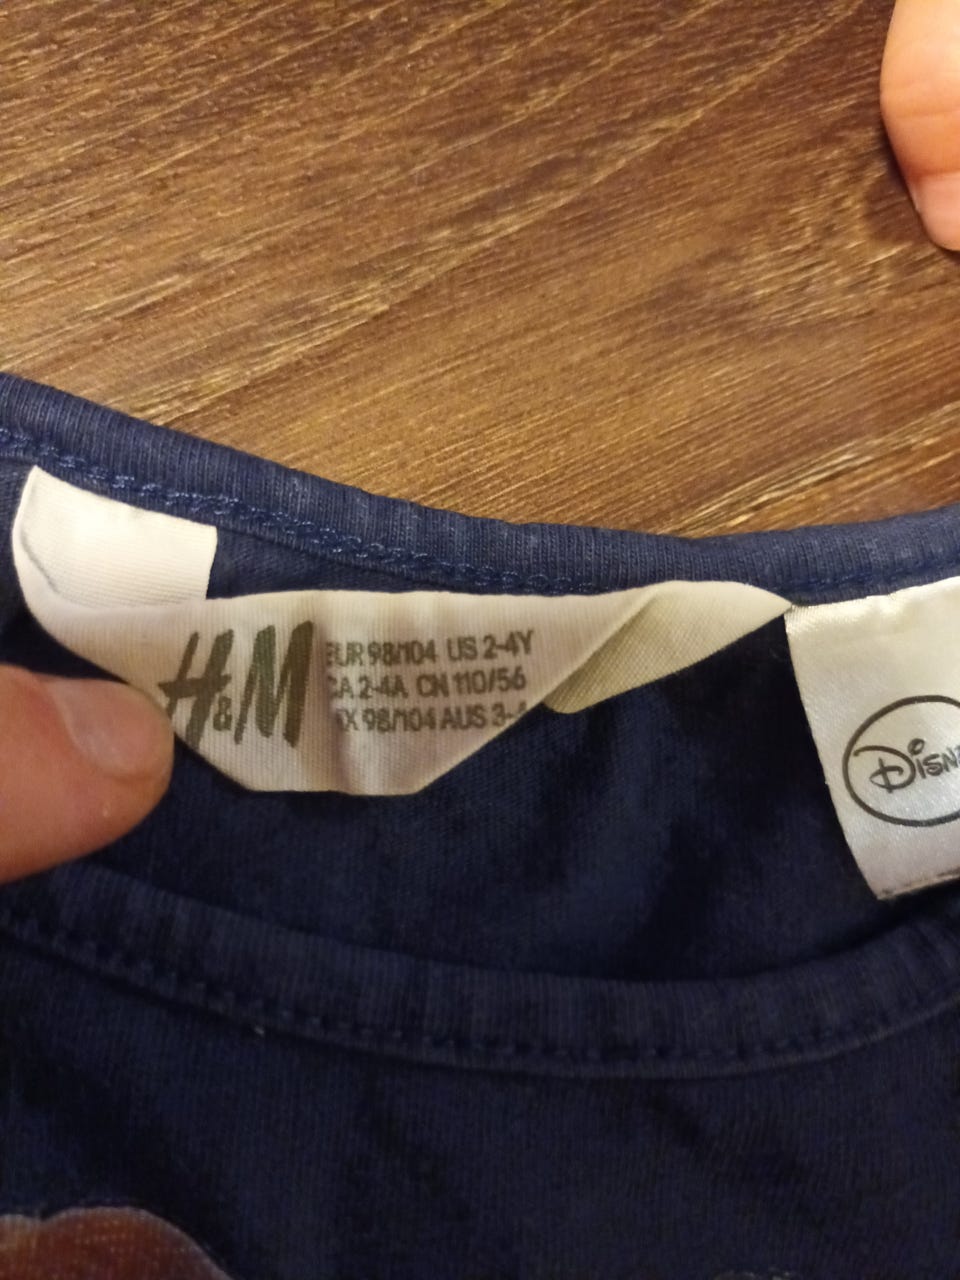 H&M
EUR 98/104 US 2-4Y
CA 2-4A CN 110/56
98/104 AUS 3-4